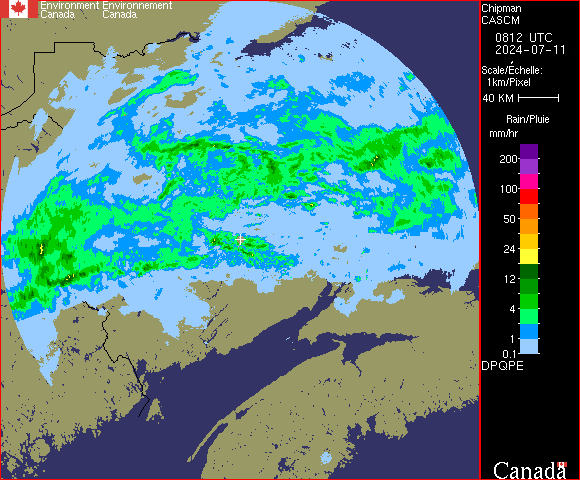 Environment Environnement
Canada Canada
Chipman
CASCM
0812 UTC
2024-07-11
Scale/Échelle:
1km/Pixel
40 KM
Rain/Pluie
mm/hr
200
100
50
24
12
4
1
0.1
DPQPE
Canada